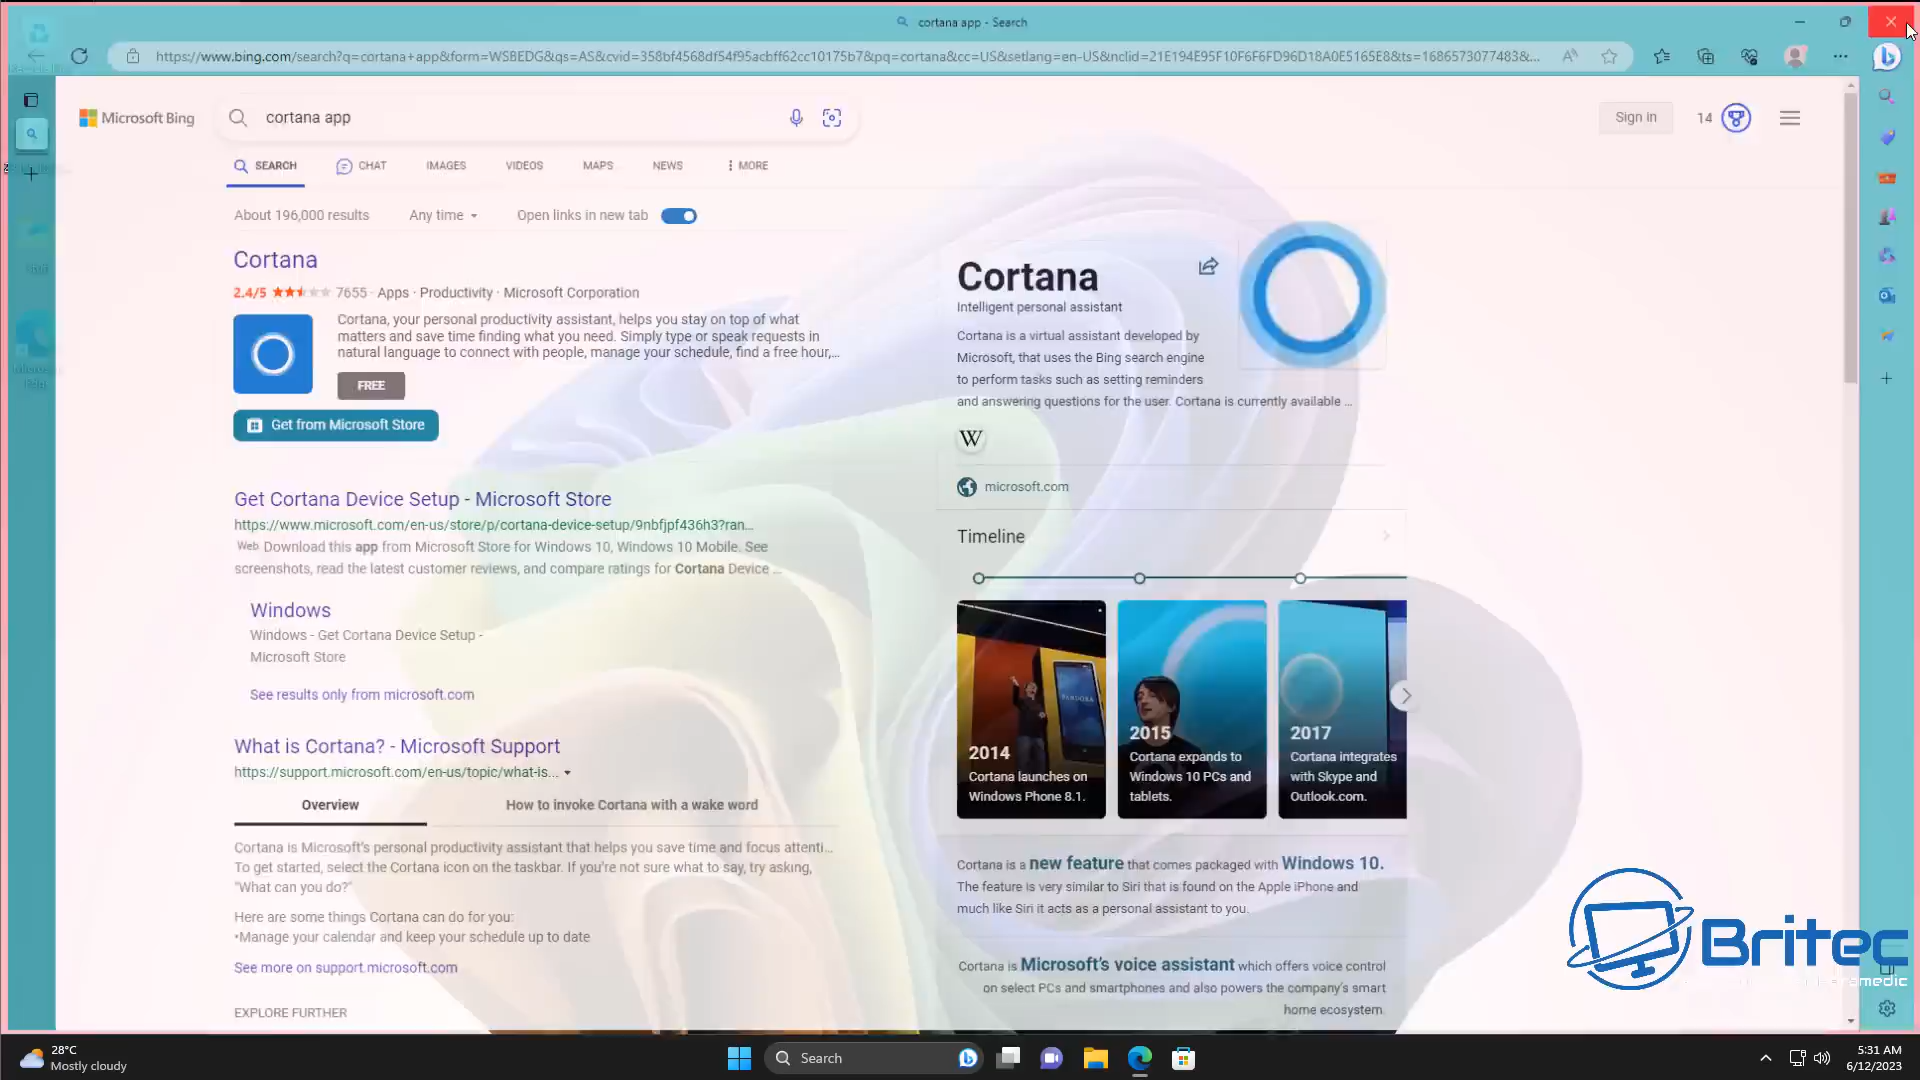 cortana app - Search
https://www.bing.com/search?q=cortana+app&form=WSBEDG&qs=AS&cvid=358bf4568df54f95acbff62cc10175b7&pq=cortana&cc=US&setlang=en-US&nclid=21E194E95F10F6F6FD96D18A0E5165E8&ts=1686573077483&...
Microsoft Bing
cortana app
Sign in
14
SEARCH CHAT IMAGES VIDEOS MAPS NEWS MORE
About 196,000 results Any time Open links in new tab
Cortana
2.4/5 7655 · Apps · Productivity · Microsoft Corporation
Cortana, your personal productivity assistant, helps you stay on top of what
matters and save time finding what you need. Simply type or speak requests in
natural language to connect with people, manage your schedule, find a free hour,...
FREE
Get from Microsoft Store
Get Cortana Device Setup - Microsoft Store
https://www.microsoft.com/en-us/store/p/cortana-device-setup/9nbfjpf436h3?ran...
Web Download this app from Microsoft Store for Windows 10, Windows 10 Mobile. See
screenshots, read the latest customer reviews, and compare ratings for Cortana Device ...
Windows
Windows - Get Cortana Device Setup -
Microsoft Store
See results only from microsoft.com
What is Cortana? - Microsoft Support
https://support.microsoft.com/en-us/topic/what-is...
Overview How to invoke Cortana with a wake word
Cortana is Microsoft's personal productivity assistant that helps you save time and focus attenti...
To get started, select the Cortana icon on the taskbar. If you're not sure what to say, try asking,
"What can you do?"
Here are some things Cortana can do for you:
•Manage your calendar and keep your schedule up to date
See more on support.microsoft.com
EXPLORE FURTHER
Cortana
Intelligent personal assistant
Cortana is a virtual assistant developed by
Microsoft, that uses the Bing search engine
to perform tasks such as setting reminders
and answering questions for the user. Cortana is currently available ...
W
microsoft.com
Timeline
2014
Cortana launches on
Windows Phone 8.1.
2015
Cortana expands to
Windows 10 PCs and
tablets.
2017
Cortana integrates
with Skype and
Outlook.com.
Cortana is a new feature that comes packaged with Windows 10.
The feature is very similar to Siri that is found on the Apple iPhone and
much like Siri it acts as a personal assistant to you.
Cortana is Microsoft's voice assistant which offers voice control
on select PCs and smartphones and also powers the company's smart
home ecosystem.
Britec
28°C
Mostly cloudy
Search
5:31 AM
6/12/2023